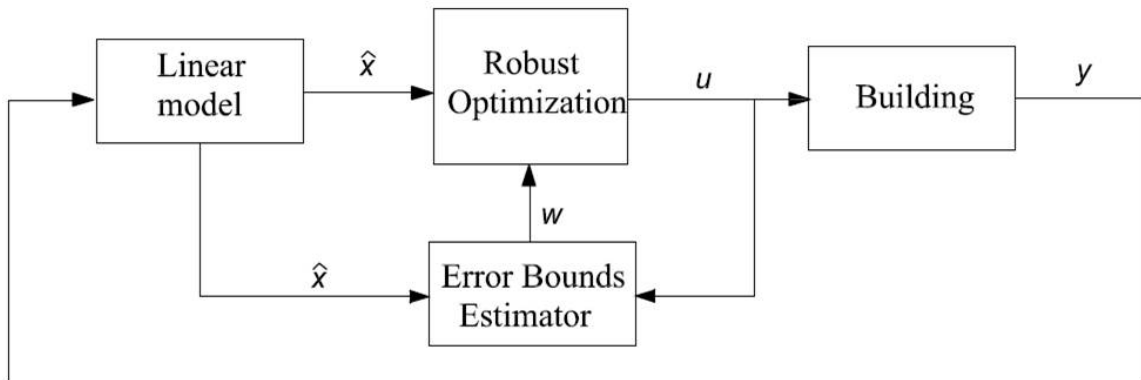 Linear
model
x̂
Robust
Optimization
u
Building
y
w
x̂
Error Bounds
Estimator